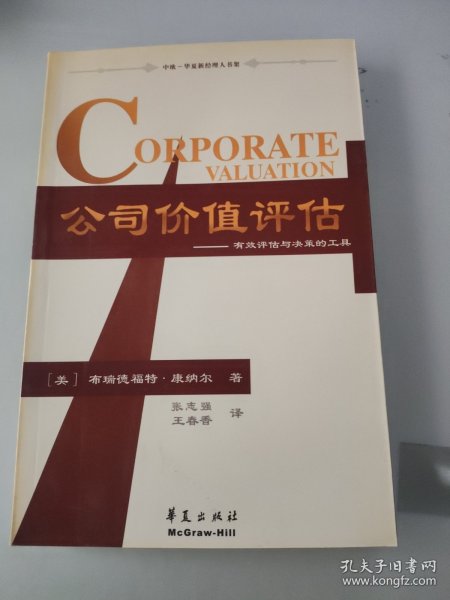 中欧－华夏新经理人书架
CORPORATE
VALUATION
公司价值评估
——有效评估与决策的工具
［美］布瑞德福特·康纳尔 著
张志强
王春香 译
华夏出版社
McGraw-Hill
孔夫子旧书网
www.kongfz.com